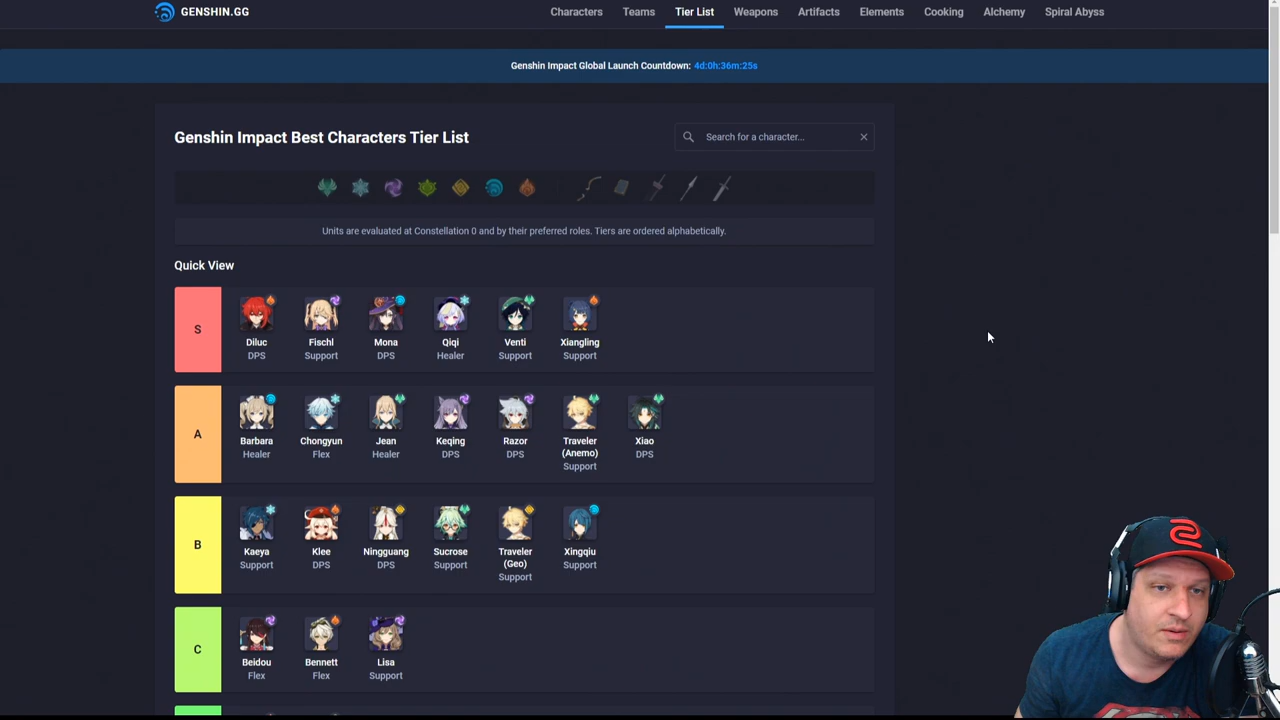 GENSHIN.GG
Characters Teams Tier List Weapons Artifacts Elements Cooking Alchemy Spiral Abyss
Genshin Impact Global Launch Countdown: 4d:0h:36m:25s
Genshin Impact Best Characters Tier List
Search for a character...
Units are evaluated at Constellation 0 and by their preferred roles. Tiers are ordered alphabetically.
Quick View
S
Diluc Fischl Mona Qiqi Venti Xiangling
DPS Support DPS Healer Support Support
A
Barbara Chongyun Jean Keqing Razor Traveler (Anemo) Xiao
Healer Flex Healer DPS DPS Support DPS
B
Kaeya Klee Ningguang Sucrose Traveler (Geo) Xingqiu
Support DPS DPS Support Support Support
C
Beidou Bennett Lisa
Flex Flex Support